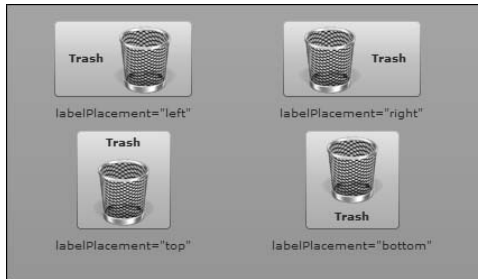 Trash
Trash
labelPlacement="left"
labelPlacement="right"
Trash
Trash
labelPlacement="top"
labelPlacement="bottom"